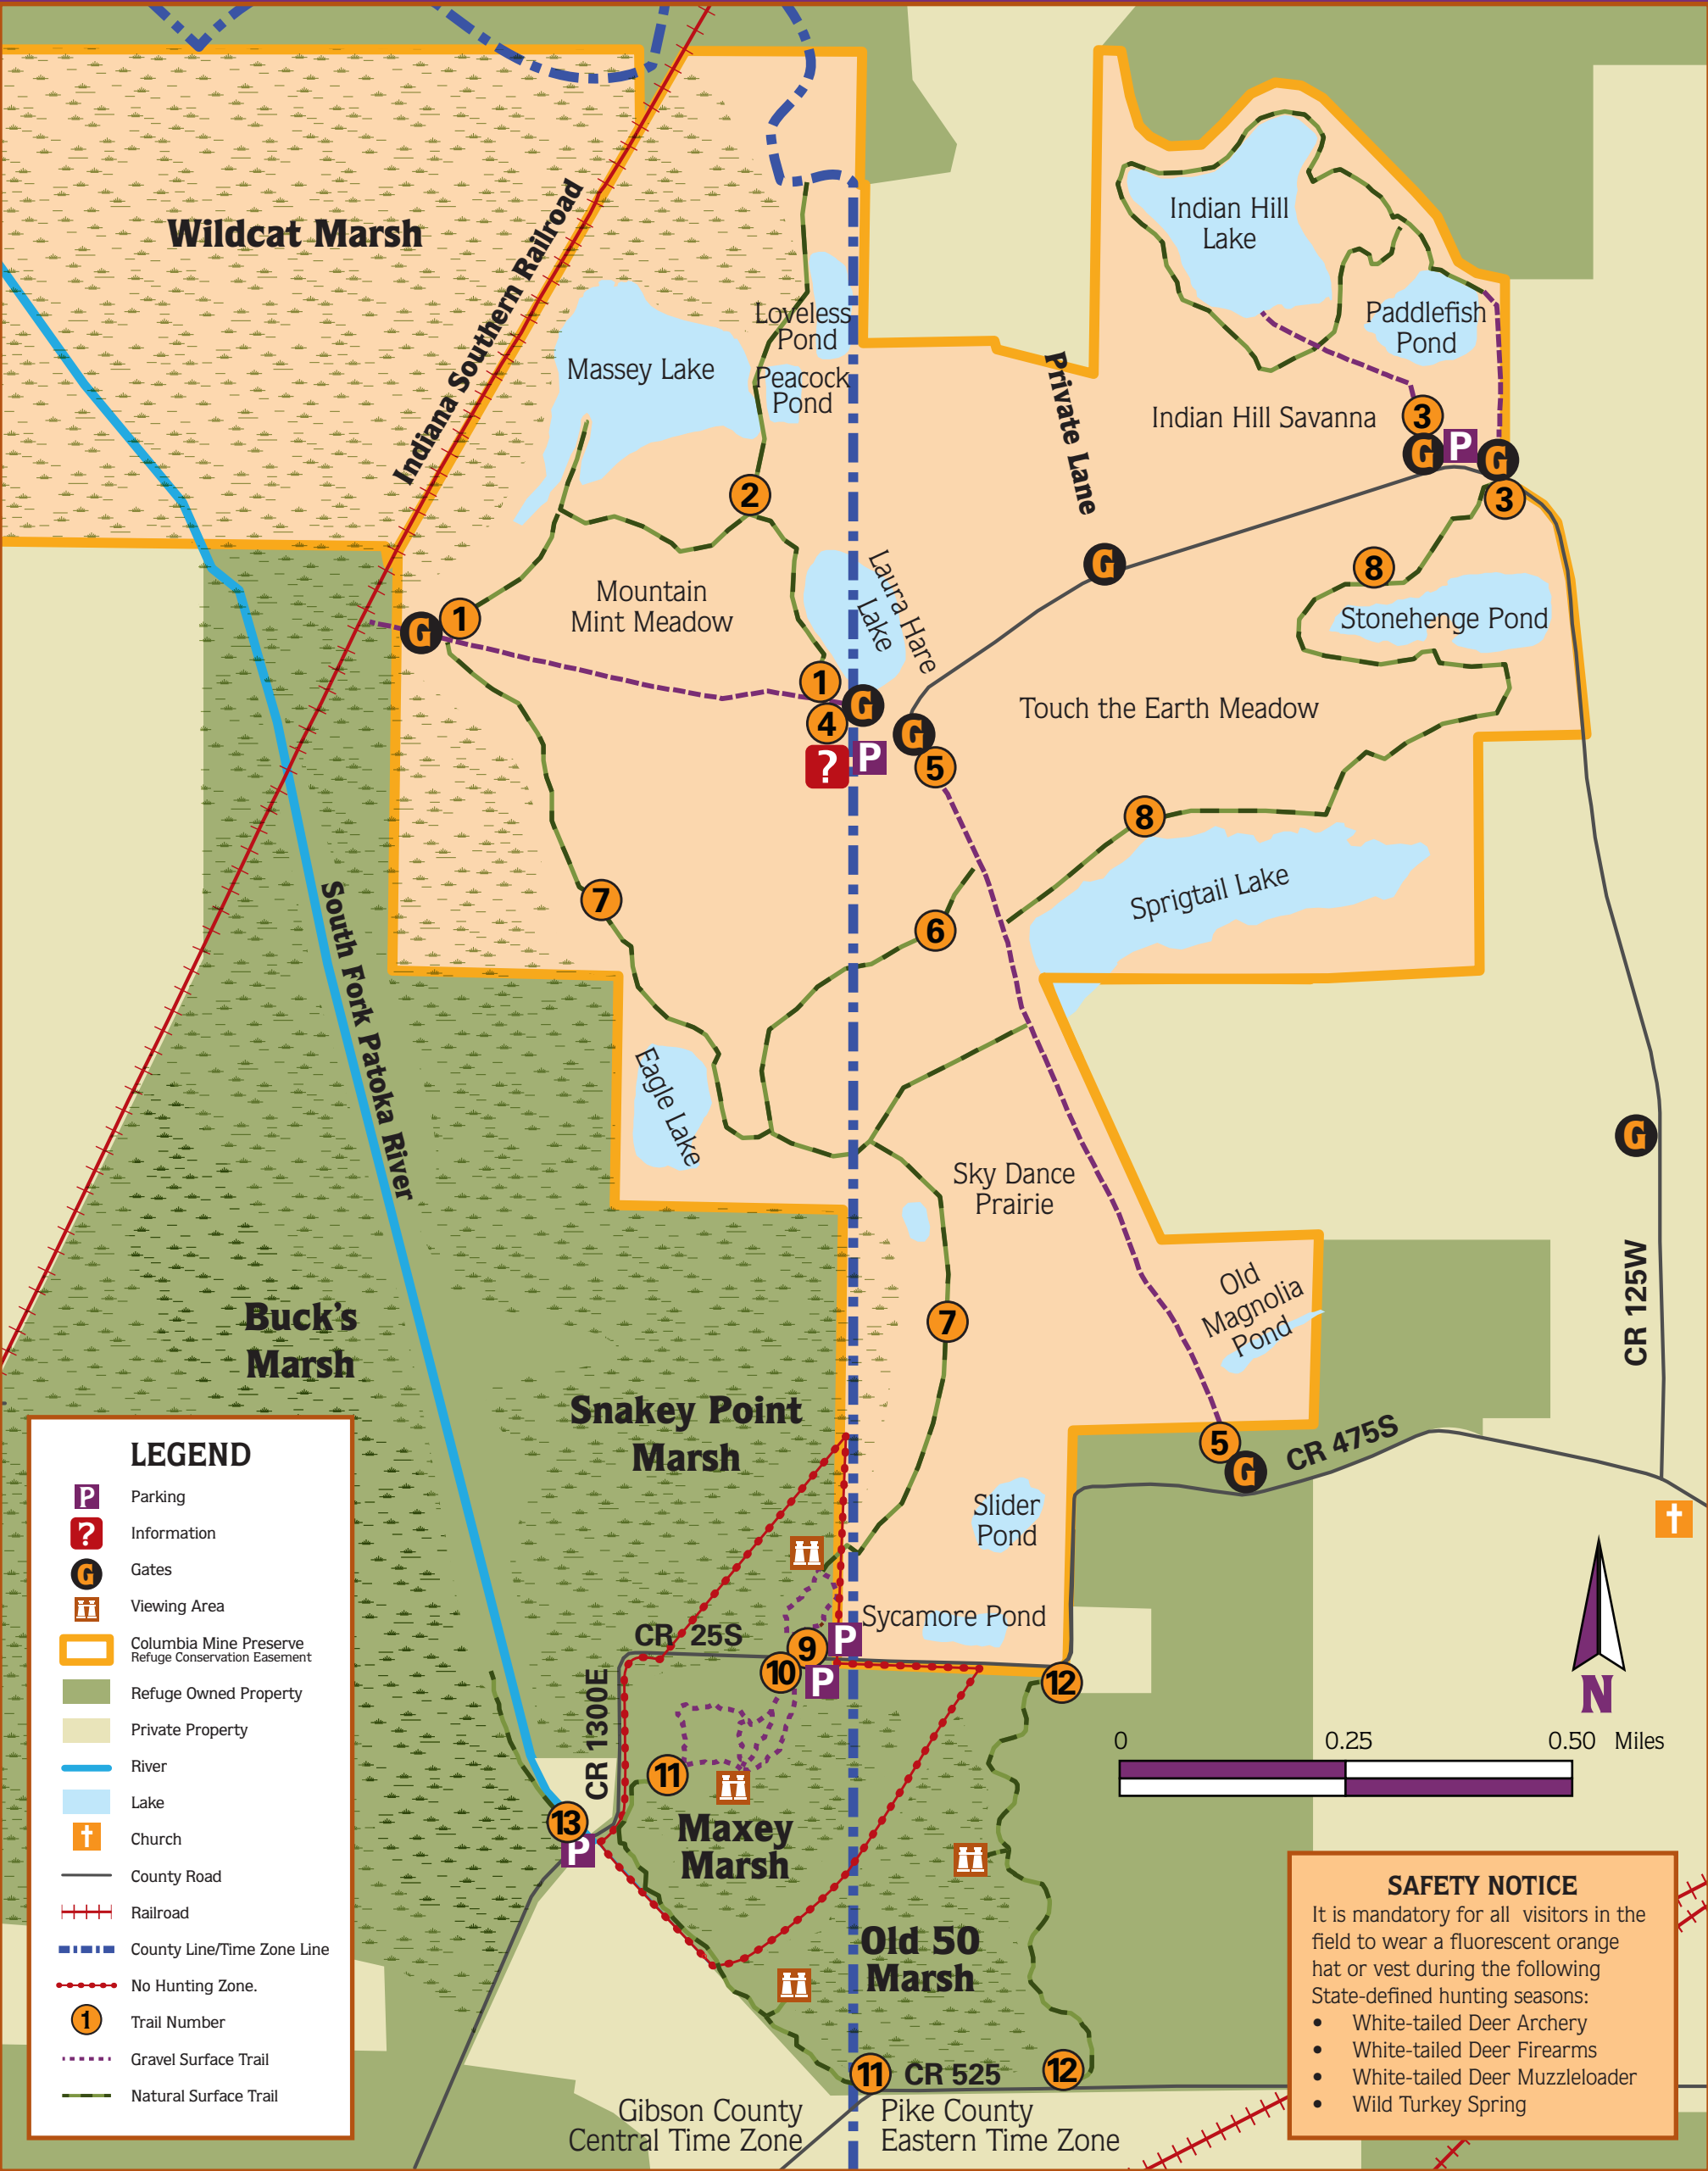 Wildcat Marsh
Indiana Southern Railroad
Indian Hill
Lake
Loveless
Pond
Paddlefish
Pond
Massey Lake
Peacock
Pond
Private Lane
Indian Hill Savanna
3
G
P
G
3
2
Laura Hare
Lake
G
8
Mountain
Mint Meadow
Stonehenge Pond
G
1
1
G
4
G
Touch the Earth Meadow
?
P
5
8
Sprigtail Lake
7
6
South Fork Patoka River
Eagle Lake
G
Sky Dance
Prairie
Old
Magnolia
Pond
CR 125W
Buck's
Marsh
7
Snakey Point
Marsh
5
G
CR 475S
Slider
Pond
✝
Sycamore Pond
CR 25S
9
P
10
P
12
CR 1300E
N
0
0.25
0.50 Miles
11
13
P
Maxey
Marsh
Old 50
Marsh
11
CR 525
12
Gibson County
Central Time Zone
Pike County
Eastern Time Zone
LEGEND
P Parking
? Information
G Gates
Viewing Area
Columbia Mine Preserve
Refuge Conservation Easement
Refuge Owned Property
Private Property
River
Lake
✝ Church
County Road
Railroad
County Line/Time Zone Line
No Hunting Zone.
1 Trail Number
Gravel Surface Trail
Natural Surface Trail
SAFETY NOTICE
It is mandatory for all visitors in the
field to wear a fluorescent orange
hat or vest during the following
State-defined hunting seasons:
• White-tailed Deer Archery
• White-tailed Deer Firearms
• White-tailed Deer Muzzleloader
• Wild Turkey Spring